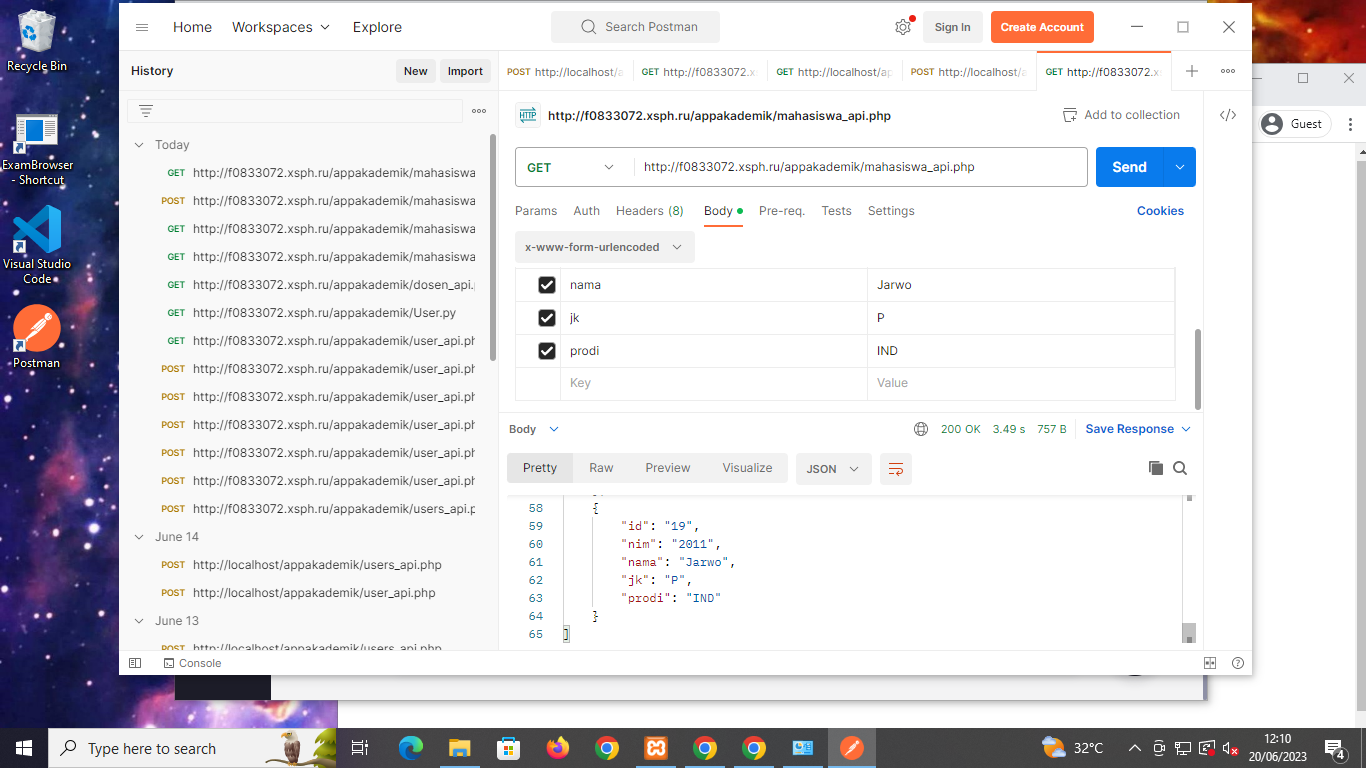 Recycle Bin
ExamBrowser
- Shortcut
Visual Studio
Code
Postman
Home
Workspaces
Explore
Search Postman
Sign In
Create Account
History
New
Import
POST http://localhost/a
GET http://f0833072.x
GET http://localhost/ap
POST http://localhost/a
GET http://f0833072.xs
HTTP
http://f0833072.xsph.ru/appakademik/mahasiswa_api.php
Add to collection
Guest
GET
http://f0833072.xsph.ru/appakademik/mahasiswa_api.php
Send
Params
Auth
Headers (8)
Body
Pre-req.
Tests
Settings
Cookies
x-www-form-urlencoded
nama
Jarwo
jk
P
prodi
IND
Key
Value
Today
GET http://f0833072.xsph.ru/appakademik/mahasiswa
POST http://f0833072.xsph.ru/appakademik/mahasiswa
GET http://f0833072.xsph.ru/appakademik/mahasiswa
GET http://f0833072.xsph.ru/appakademik/mahasiswa
GET http://f0833072.xsph.ru/appakademik/dosen_api.
GET http://f0833072.xsph.ru/appakademik/User.py
GET http://f0833072.xsph.ru/appakademik/user_api.ph
POST http://f0833072.xsph.ru/appakademik/user_api.ph
POST http://f0833072.xsph.ru/appakademik/user_api.ph
POST http://f0833072.xsph.ru/appakademik/user_api.ph
POST http://f0833072.xsph.ru/appakademik/user_api.ph
POST http://f0833072.xsph.ru/appakademik/user_api.ph
POST http://f0833072.xsph.ru/appakademik/users_api.p
June 14
POST http://localhost/appakademik/users_api.php
POST http://localhost/appakademik/user_api.php
June 13
POST http://localhost/appakademik/users_api.php
Body
200 OK
3.49 s
757 B
Save Response
Pretty
Raw
Preview
Visualize
JSON
58 {
59 "id": "19",
60 "nim": "2011",
61 "nama": "Jarwo",
62 "jk": "P",
63 "prodi": "IND"
64 }
65 ]
Console
Type here to search
32°C
12:10
20/06/2023
4